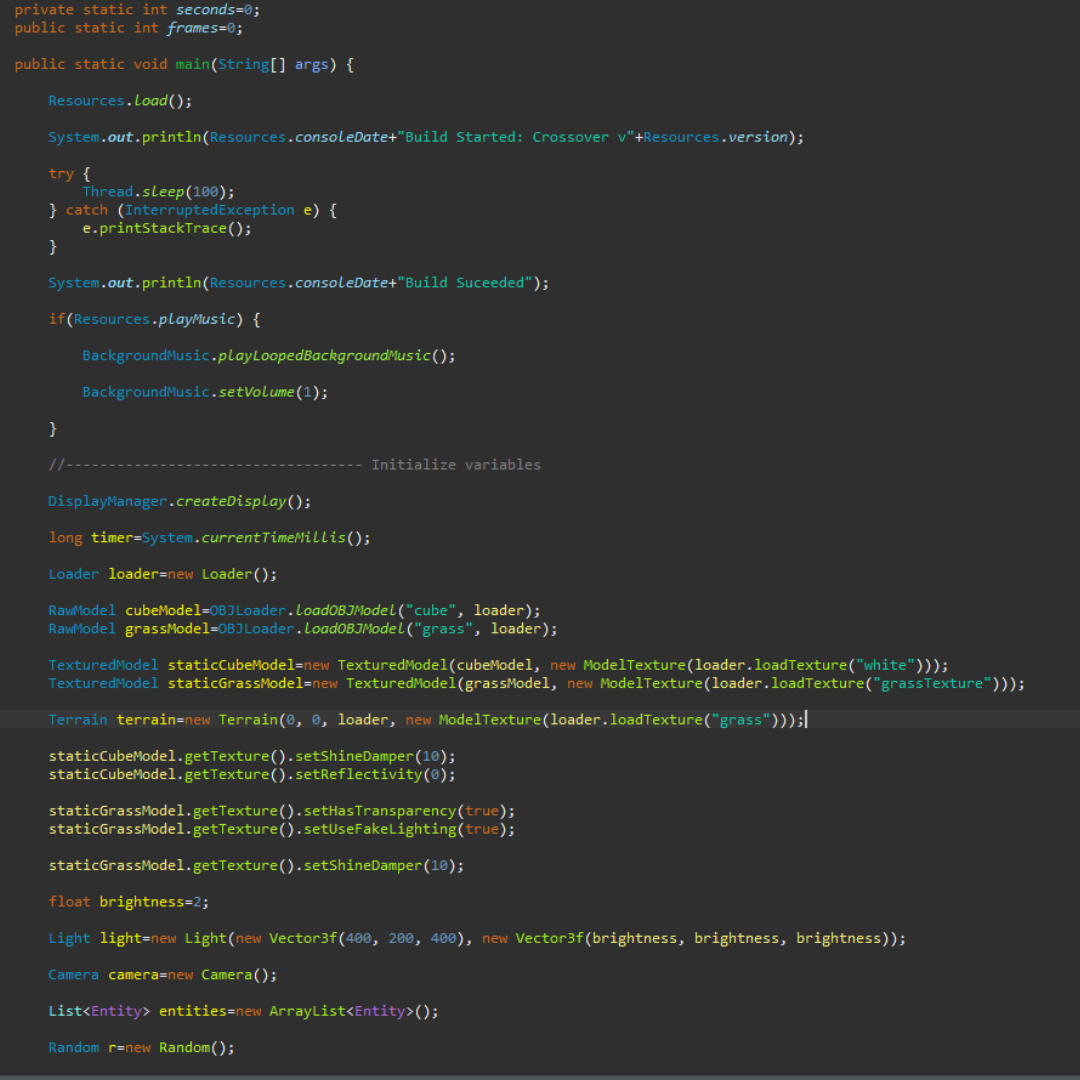 private static int seconds=0;
public static int frames=0;
public static void main(String[] args) {
Resources.load();
System.out.println(Resources.consoleDate+"Build Started: Crossover v"+Resources.version);
try {
Thread.sleep(100);
} catch (InterruptedException e) {
e.printStackTrace();
}
System.out.println(Resources.consoleDate+"Build Suceeded");
if(Resources.playMusic) {
BackgroundMusic.playLoopedBackgroundMusic();
BackgroundMusic.setVolume(1);
}
//----------------------------------- Initialize variables
DisplayManager.createDisplay();
long timer=System.currentTimeMillis();
Loader loader=new Loader();
RawModel cubeModel=OBJLoader.loadOBJModel("cube", loader);
RawModel grassModel=OBJLoader.loadOBJModel("grass", loader);
TexturedModel staticCubeModel=new TexturedModel(cubeModel, new ModelTexture(loader.loadTexture("white")));
TexturedModel staticGrassModel=new TexturedModel(grassModel, new ModelTexture(loader.loadTexture("grassTexture")));
Terrain terrain=new Terrain(0, 0, loader, new ModelTexture(loader.loadTexture("grass")));
staticCubeModel.getTexture().setShineDamper(10);
staticCubeModel.getTexture().setReflectivity(0);
staticGrassModel.getTexture().setHasTransparency(true);
staticGrassModel.getTexture().setUseFakeLighting(true);
staticGrassModel.getTexture().setShineDamper(10);
float brightness=2;
Light light=new Light(new Vector3f(400, 200, 400), new Vector3f(brightness, brightness, brightness));
Camera camera=new Camera();
List<Entity> entities=new ArrayList<Entity>();
Random r=new Random();